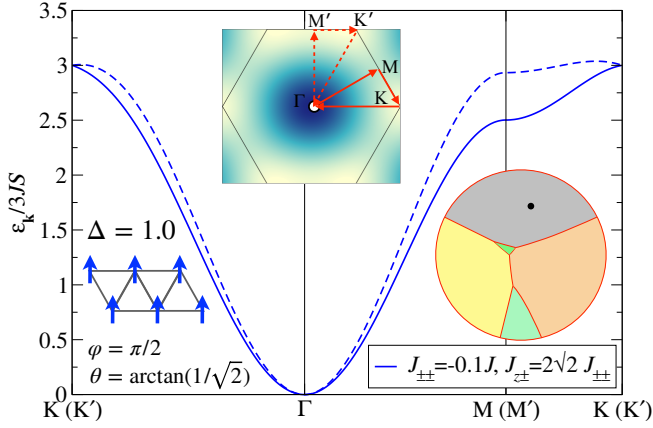 3.5
3
2.5
2
1.5
1
0.5
0
ε_k/3JS
M′ K′
M
Γ
K
Δ = 1.0
φ = π/2
θ = arctan(1/√2)
J_±±=-0.1J, J_z±=2√2 J_±±
K (K′) Γ M (M′) K (K′)